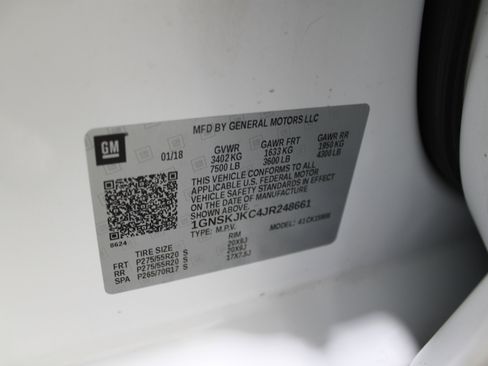 MFD BY GENERAL MOTORS LLC
GM
01/18
GVWR GAWR FRT GAWR RR
3402 KG 1633 KG 1950 KG
7500 LB 3600 LB 4300 LB
THIS VEHICLE CONFORMS TO ALL
APPLICABLE U.S. FEDERAL MOTOR
VEHICLE SAFETY STANDARDS IN EFFECT
ON THE DATE OF MANUFACTURE
SHOWN ABOVE.
1GNSKJKC4JR248661
TYPE: M.P.V. MODEL:
8624
TIRE SIZE RIM
FRT P275/55R20 S 20X9J
RR P275/55R20 S 20X9J
SPA P265/70R17 S 17X7.5J